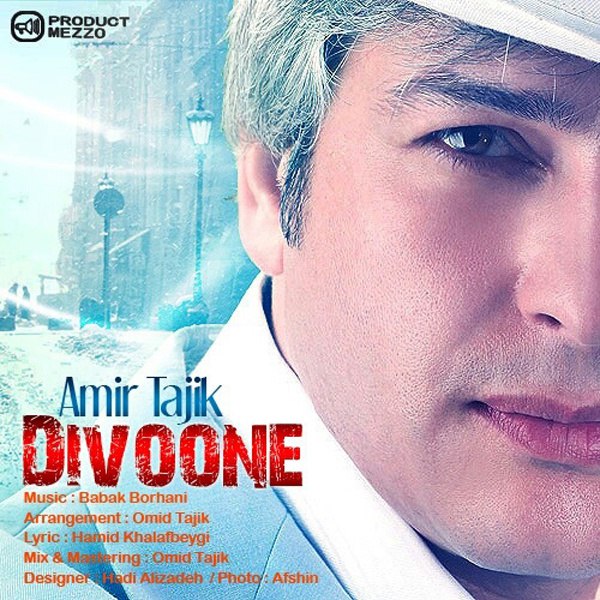 PRODUCT
MEZZO
Amir Tajik
DIVOONE
Music : Babak Borhani
Arrangement : Omid Tajik
Lyric : Hamid Khalafbeygi
Mix & Mastering : Omid Tajik
Designer : Hadi Alizadeh / Photo : Afshin